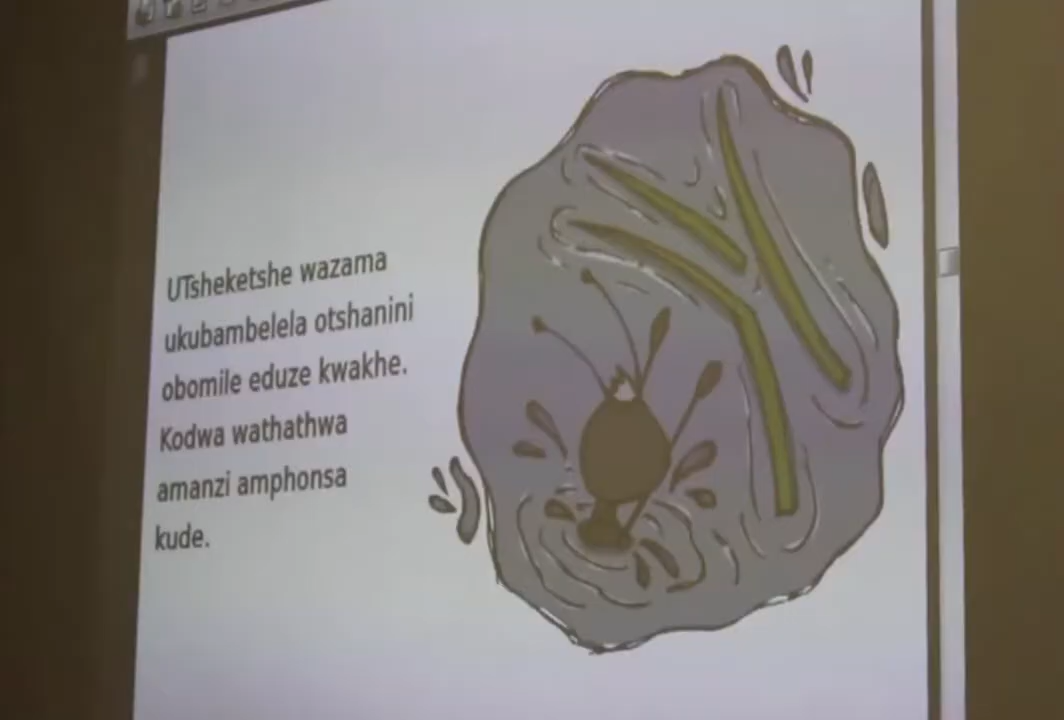 UTsheketshe wazama
ukubambelela otshanini
obomile eduze kwakhe.
Kodwa wathathwa
amanzi amphonsa
kude.